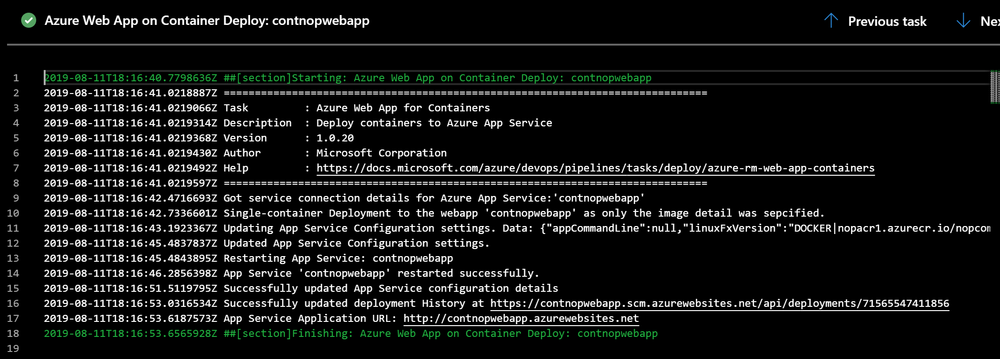 Azure Web App on Container Deploy: contnopwebapp
Previous task
1 2019-08-11T18:16:40.7798636Z ##[section]Starting: Azure Web App on Container Deploy: contnopwebapp
2 2019-08-11T18:16:41.0218887Z ==============================================================================
3 2019-08-11T18:16:41.0219066Z Task         : Azure Web App for Containers
4 2019-08-11T18:16:41.0219314Z Description  : Deploy containers to Azure App Service
5 2019-08-11T18:16:41.0219368Z Version      : 1.0.20
6 2019-08-11T18:16:41.0219430Z Author       : Microsoft Corporation
7 2019-08-11T18:16:41.0219492Z Help         : https://docs.microsoft.com/azure/devops/pipelines/tasks/deploy/azure-rm-web-app-containers
8 2019-08-11T18:16:41.0219597Z ==============================================================================
9 2019-08-11T18:16:42.4716693Z Got service connection details for Azure App Service:'contnopwebapp'
10 2019-08-11T18:16:42.7336601Z Single-container Deployment to the webapp 'contnopwebapp' as only the image detail was sepcified.
11 2019-08-11T18:16:43.1923367Z Updating App Service Configuration settings. Data: {"appCommandLine":null,"linuxFxVersion":"DOCKER|nopacr1.azurecr.io/nopcom
12 2019-08-11T18:16:45.4837837Z Updated App Service Configuration settings.
13 2019-08-11T18:16:45.4843895Z Restarting App Service: contnopwebapp
14 2019-08-11T18:16:46.2856398Z App Service 'contnopwebapp' restarted successfully.
15 2019-08-11T18:16:51.5119795Z Successfully updated App Service configuration details
16 2019-08-11T18:16:53.0316534Z Successfully updated deployment History at https://contnopwebapp.scm.azurewebsites.net/api/deployments/71565547411856
17 2019-08-11T18:16:53.6187573Z App Service Application URL: http://contnopwebapp.azurewebsites.net
18 2019-08-11T18:16:53.6565928Z ##[section]Finishing: Azure Web App on Container Deploy: contnopwebapp
19